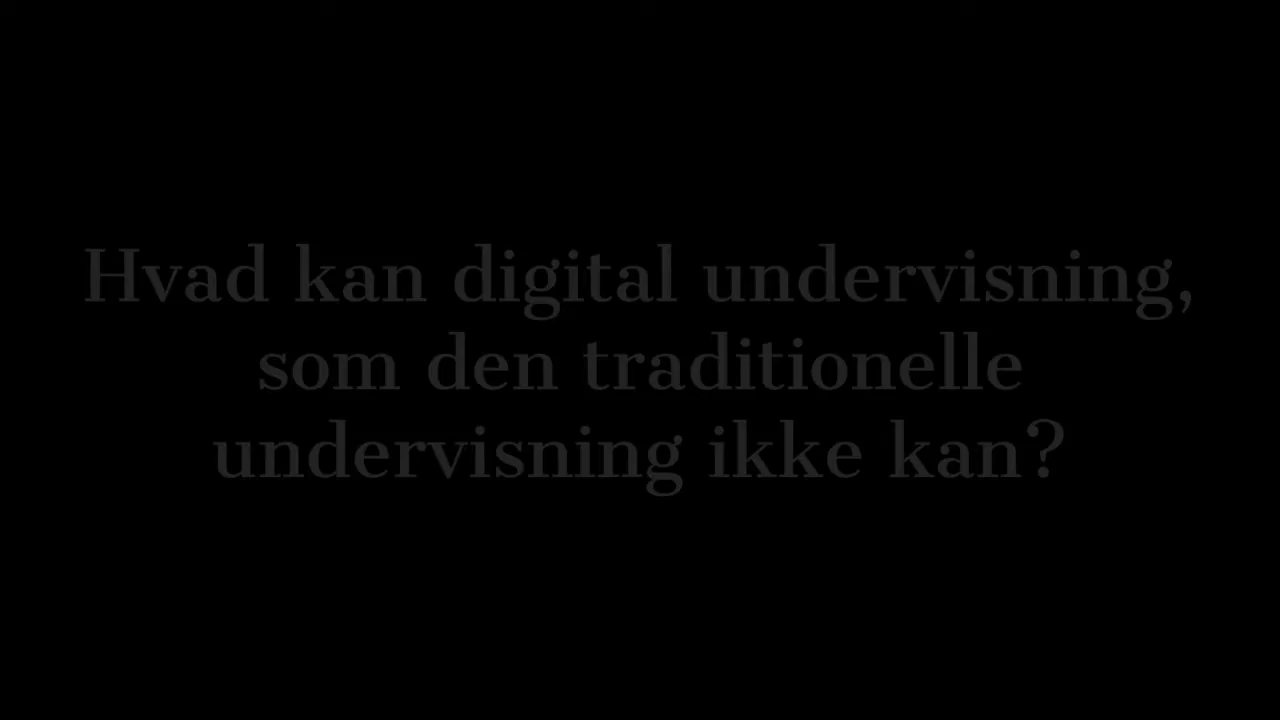 Hvad kan digital undervisning,
som den traditionelle
undervisning ikke kan?